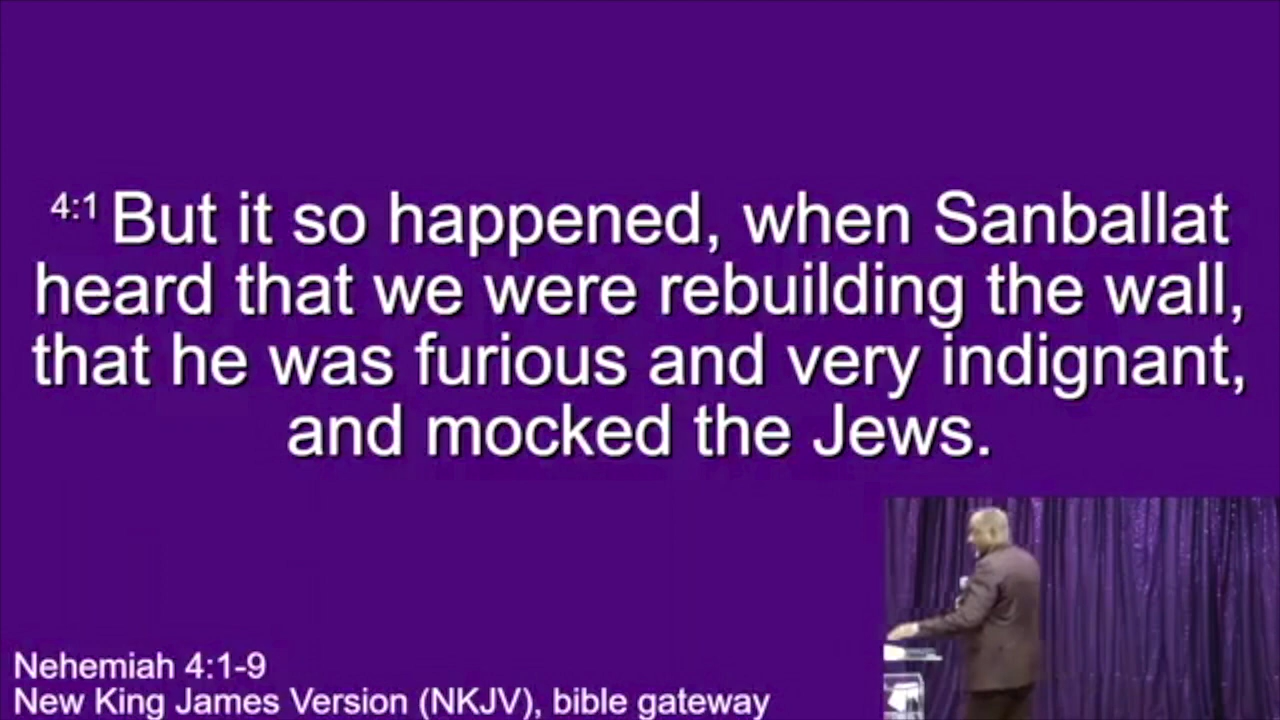 4:1 But it so happened, when Sanballat
heard that we were rebuilding the wall,
that he was furious and very indignant,
and mocked the Jews.
Nehemiah 4:1-9
New King James Version (NKJV), bible gateway